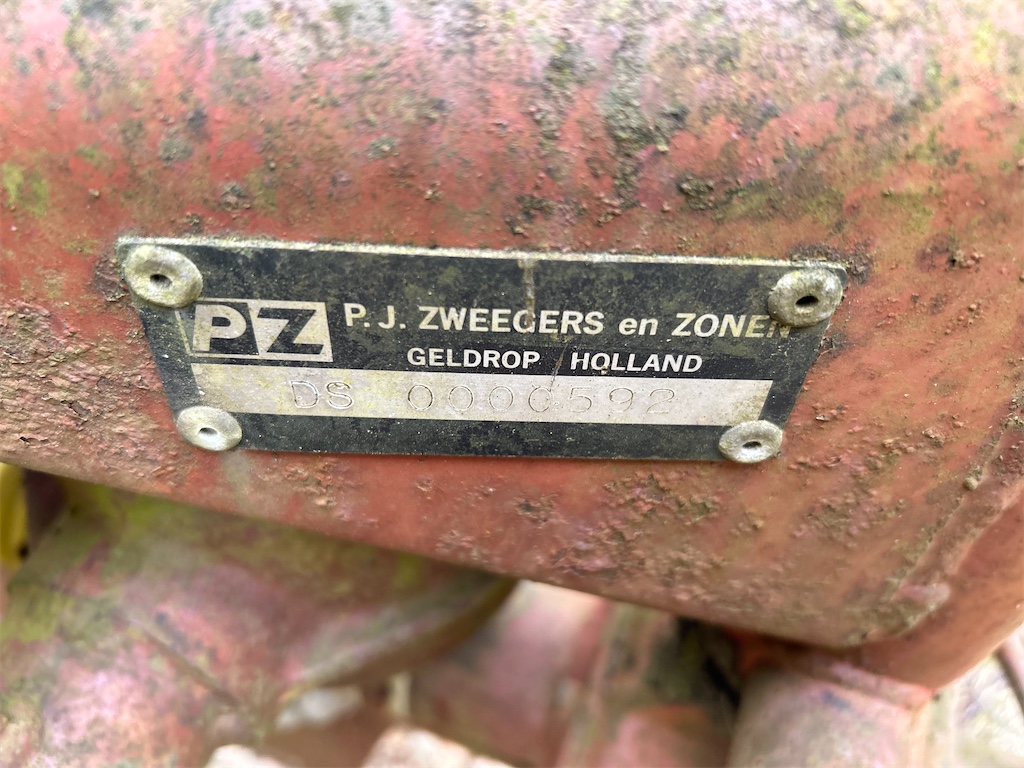 PZ P.J. ZWEEGERS en ZONEN
GELDROP / HOLLAND
DS 0000592